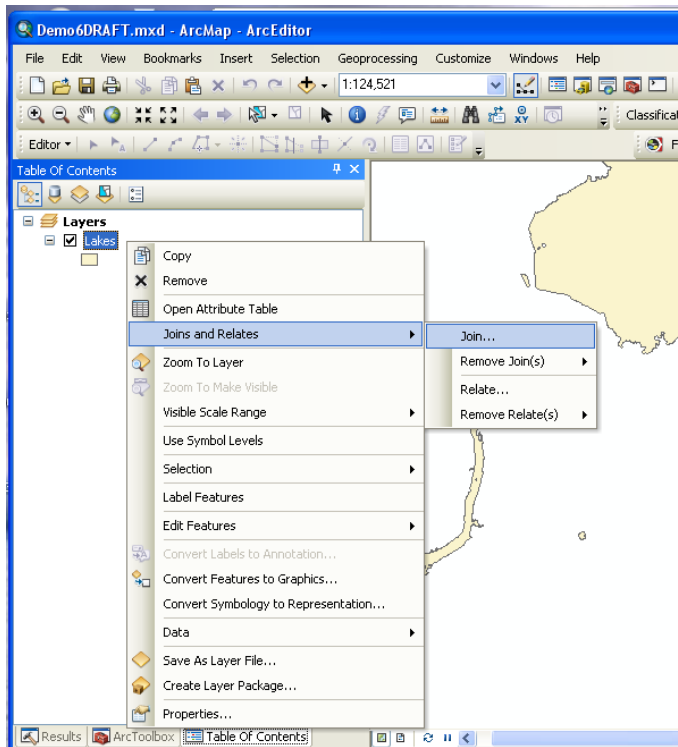 Demo6DRAFT.mxd - ArcMap - ArcEditor
File Edit View Bookmarks Insert Selection Geoprocessing Customize Windows Help
1:124,521
XY
Classificat
Editor
F
Table Of Contents
Layers
Lakes
Copy
Remove
Open Attribute Table
Joins and Relates
Join...
Zoom To Layer
Remove Join(s)
Zoom To Make Visible
Relate...
Visible Scale Range
Remove Relate(s)
Use Symbol Levels
Selection
Label Features
Edit Features
Convert Labels to Annotation...
Convert Features to Graphics...
Convert Symbology to Representation...
Data
Save As Layer File...
Create Layer Package...
Properties...
Results ArcToolbox Table Of Contents